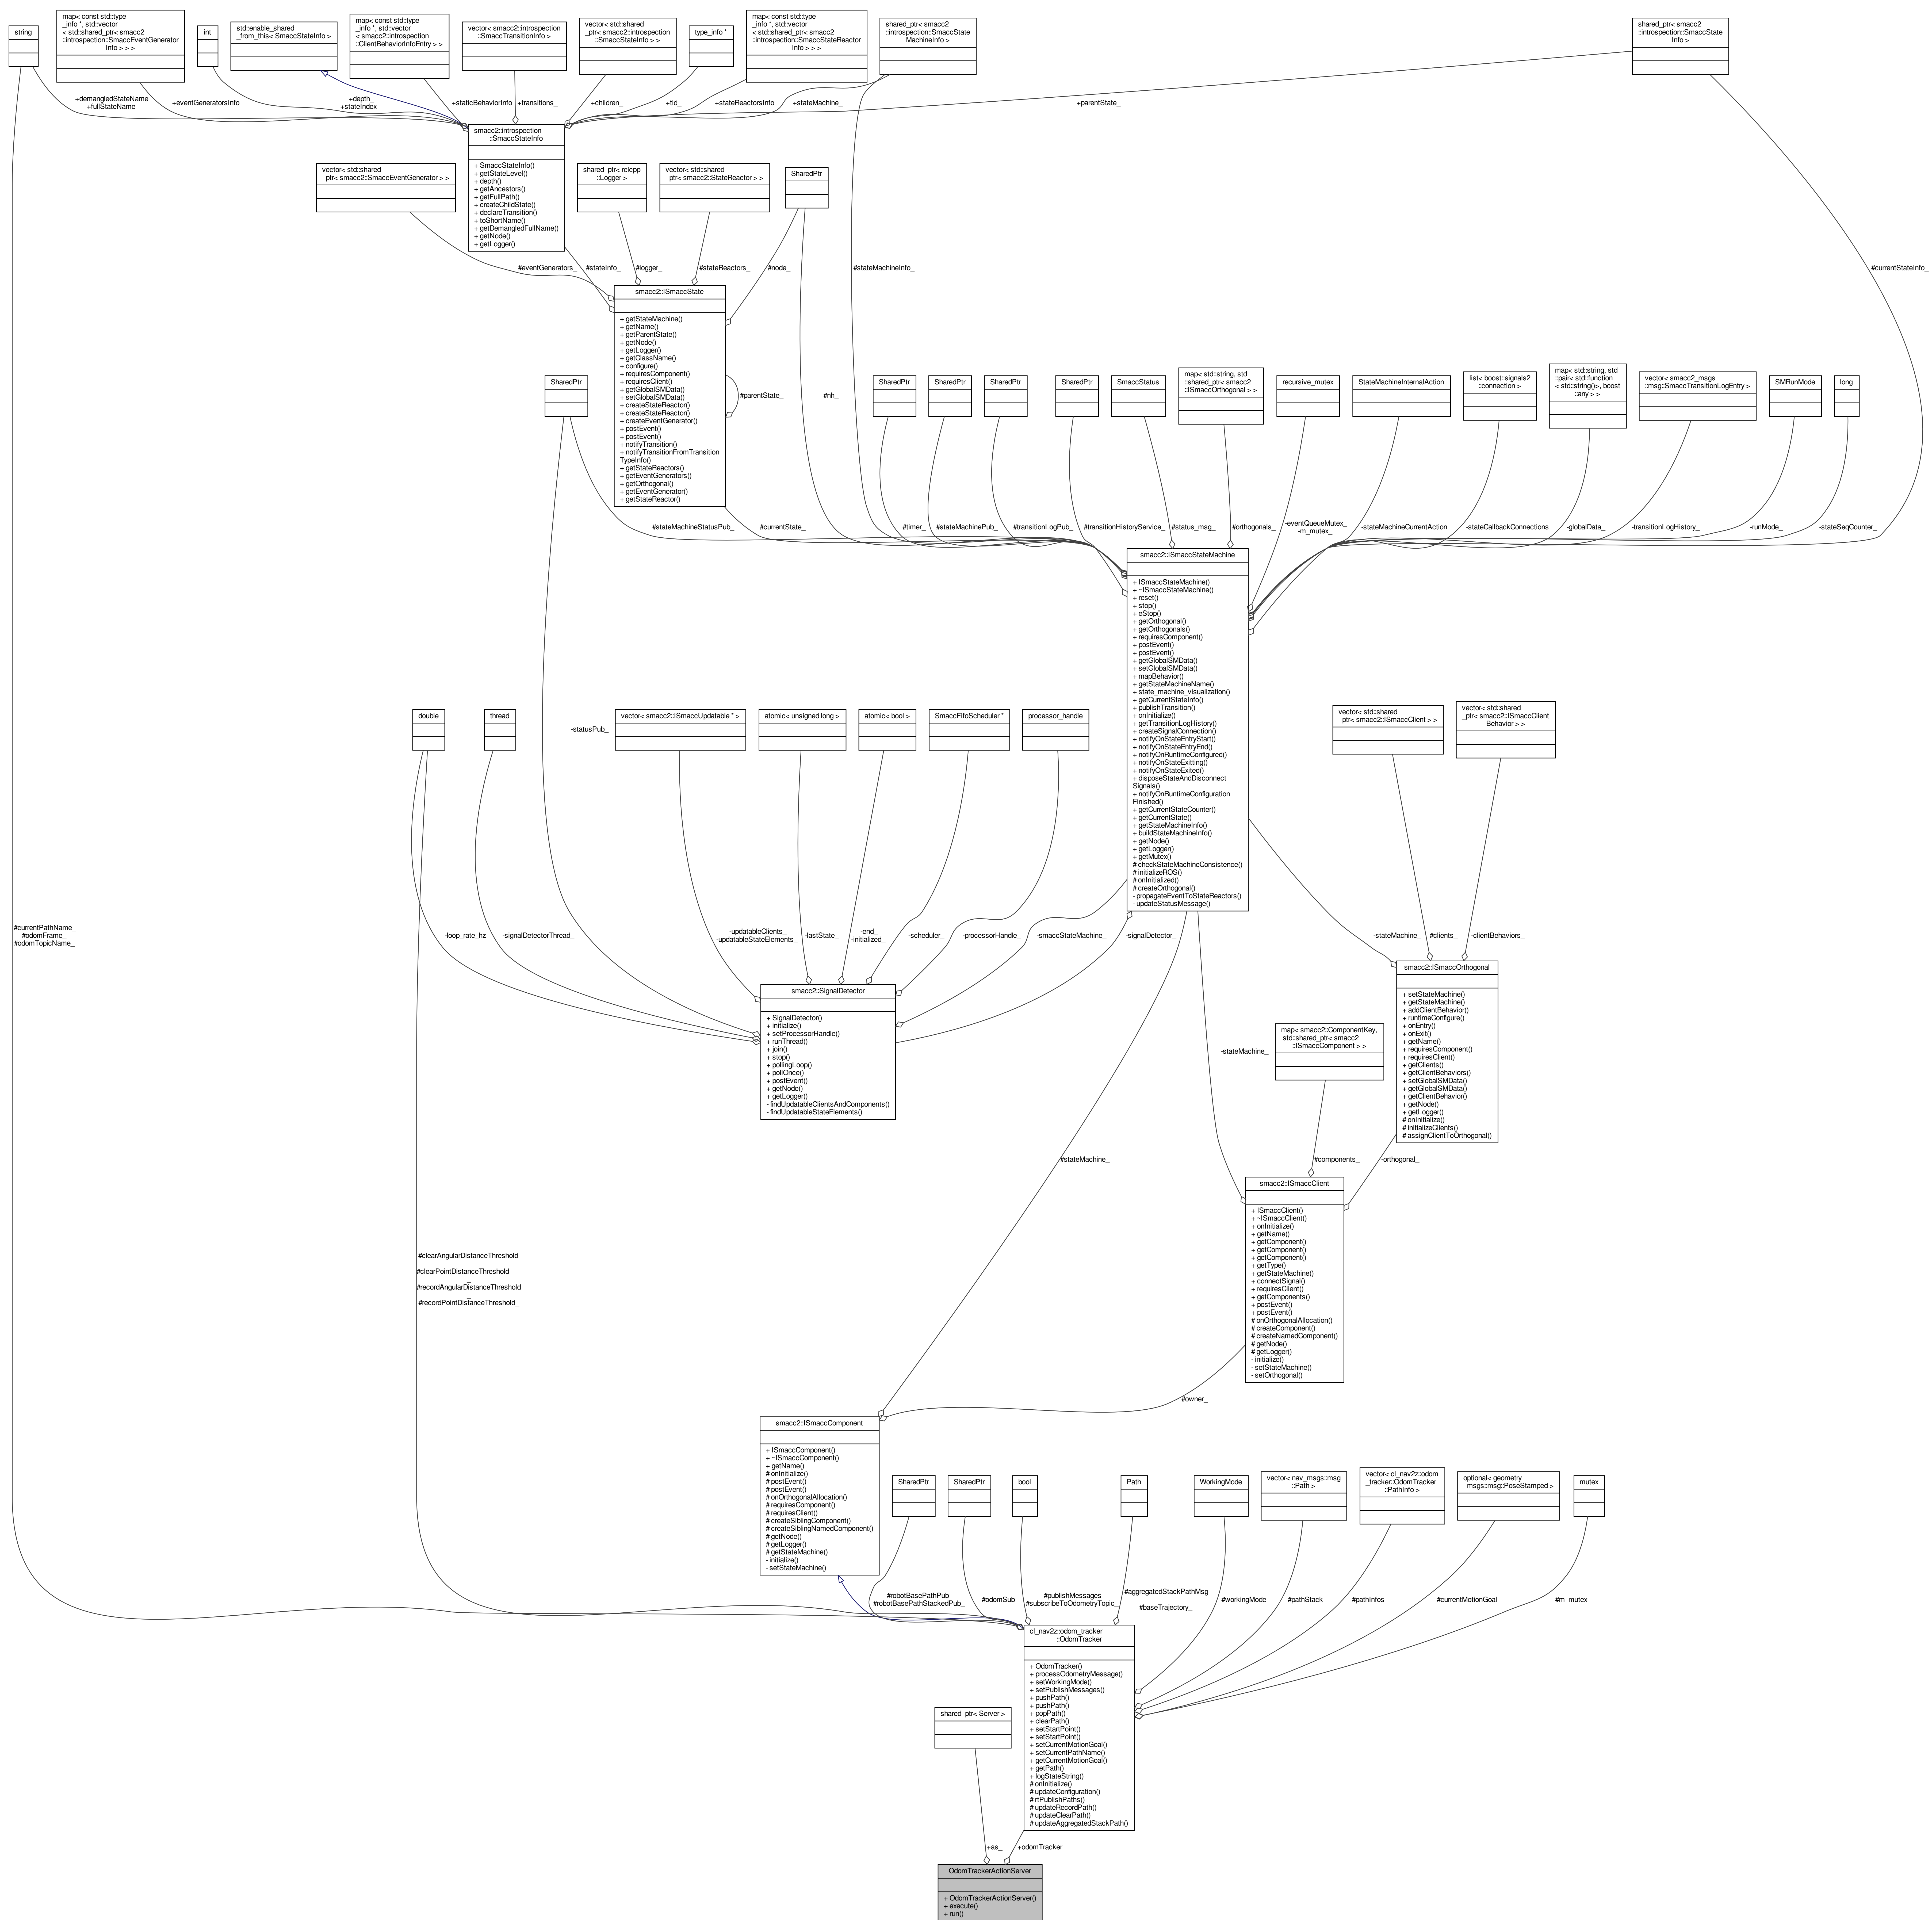 string
map< const std::type
_info *, std::vector
< std::shared_ptr< smacc2
::introspection::SmaccEventGenerator
Info > > >
int
std::enable_shared
_from_this< SmaccStateInfo >
map< const std::type
_info *, std::vector
< smacc2::introspection
::ClientBehaviorInfoEntry > >
vector< smacc2::introspection
::SmaccTransitionInfo >
vector< std::shared
_ptr< smacc2::introspection
::SmaccStateInfo > >
type_info *
map< const std::type
_info *, std::vector
< std::shared_ptr< smacc2
::introspection::SmaccStateReactor
Info > > >
shared_ptr< smacc2
::introspection::SmaccState
MachineInfo >
shared_ptr< smacc2
::introspection::SmaccState
Info >
+demangledStateName
+fullStateName
+eventGeneratorsInfo
+depth_
+stateIndex_
+staticBehaviorInfo
+transitions_
+children_
+tid_
+stateReactorsInfo
+stateMachine_
+parentState_
smacc2::introspection
::SmaccStateInfo
+ SmaccStateInfo()
+ getStateLevel()
+ depth()
+ getAncestors()
+ getFullPath()
+ createChildState()
+ declareTransition()
+ toShortName()
+ getDemangledFullName()
+ getNode()
+ getLogger()
vector< std::shared
_ptr< smacc2::SmaccEventGenerator > >
shared_ptr< rclcpp
::Logger >
vector< std::shared
_ptr< smacc2::StateReactor > >
SharedPtr
#eventGenerators_
#stateInfo_
#logger_
#stateReactors_
#node_
#stateMachineInfo_
#currentStateInfo_
smacc2::ISmaccState
+ getStateMachine()
+ getName()
+ getParentState()
+ getNode()
+ getLogger()
+ getClassName()
+ configure()
+ requiresComponent()
+ requiresClient()
+ getGlobalSMData()
+ setGlobalSMData()
+ createStateReactor()
+ createStateReactor()
+ createEventGenerator()
+ postEvent()
+ postEvent()
+ notifyTransition()
+ notifyTransitionFromTransition
TypeInfo()
+ getStateReactors()
+ getEventGenerators()
+ getOrthogonal()
+ getEventGenerator()
+ getStateReactor()
#parentState_
#nh_
SharedPtr
SharedPtr
SharedPtr
SharedPtr
SharedPtr
SmaccStatus
map< std::string, std
::shared_ptr< smacc2
::ISmaccOrthogonal > >
recursive_mutex
StateMachineInternalAction
list< boost::signals2
::connection >
map< std::string, std
::pair< std::function
< std::string()>, boost
::any > >
vector< smacc2_msgs
::msg::SmaccTransitionLogEntry >
SMRunMode
long
#stateMachineStatusPub_
#currentState_
#timer_
#stateMachinePub_
#transitionLogPub_
#transitionHistoryService_
#status_msg_
#orthogonals_
-eventQueueMutex_
-m_mutex_
-stateMachineCurrentAction
-stateCallbackConnections
-globalData_
-transitionLogHistory_
-runMode_
-stateSeqCounter_
smacc2::ISmaccStateMachine
+ ISmaccStateMachine()
+ ~ISmaccStateMachine()
+ reset()
+ stop()
+ eStop()
+ getOrthogonal()
+ getOrthogonals()
+ requiresComponent()
+ postEvent()
+ postEvent()
+ getGlobalSMData()
+ setGlobalSMData()
+ mapBehavior()
+ getStateMachineName()
+ state_machine_visualization()
+ getCurrentStateInfo()
+ publishTransition()
+ onInitialize()
+ getTransitionLogHistory()
+ createSignalConnection()
+ notifyOnStateEntryStart()
+ notifyOnStateEntryEnd()
+ notifyOnRuntimeConfigured()
+ notifyOnStateExitting()
+ notifyOnStateExited()
+ disposeStateAndDisconnect
Signals()
+ notifyOnRuntimeConfiguration
Finished()
+ getCurrentStateCounter()
+ getCurrentState()
+ getStateMachineInfo()
+ buildStateMachineInfo()
+ getNode()
+ getLogger()
+ getMutex()
# checkStateMachineConsistence()
# initializeROS()
# onInitialized()
# createOrthogonal()
- propagateEventToStateReactors()
- updateStatusMessage()
double
thread
-statusPub_
vector< smacc2::ISmaccUpdatable * >
atomic< unsigned long >
atomic< bool >
SmaccFifoScheduler *
processor_handle
vector< std::shared
_ptr< smacc2::ISmaccClient > >
vector< std::shared
_ptr< smacc2::ISmaccClient
Behavior > >
#currentPathName_
#odomFrame_
#odomTopicName_
-loop_rate_hz
-signalDetectorThread_
-updatableClients_
-updatableStateElements_
-lastState_
-end_
-initialized_
-scheduler_
-processorHandle_
-smaccStateMachine_
-signalDetector_
-stateMachine_
#clients_
-clientBehaviors_
smacc2::SignalDetector
+ SignalDetector()
+ initialize()
+ setProcessorHandle()
+ runThread()
+ join()
+ stop()
+ pollingLoop()
+ pollOnce()
+ postEvent()
+ getNode()
+ getLogger()
- findUpdatableClientsAndComponents()
- findUpdatableStateElements()
smacc2::ISmaccOrthogonal
+ setStateMachine()
+ getStateMachine()
+ addClientBehavior()
+ runtimeConfigure()
+ onEntry()
+ onExit()
+ getName()
+ requiresComponent()
+ requiresClient()
+ getClients()
+ getClientBehaviors()
+ setGlobalSMData()
+ getGlobalSMData()
+ getClientBehavior()
+ getNode()
+ getLogger()
# onInitialize()
# initializeClients()
# assignClientToOrthogonal()
-stateMachine_
map< smacc2::ComponentKey,
std::shared_ptr< smacc2
::ISmaccComponent > >
#stateMachine_
#components_
-orthogonal_
smacc2::ISmaccClient
+ ISmaccClient()
+ ~ISmaccClient()
+ onInitialize()
+ getName()
+ getComponent()
+ getComponent()
+ getComponent()
+ getType()
+ getStateMachine()
+ connectSignal()
+ requiresClient()
+ getComponents()
+ postEvent()
+ postEvent()
# onOrthogonalAllocation()
# createComponent()
# createNamedComponent()
# getNode()
# getLogger()
- initialize()
- setStateMachine()
- setOrthogonal()
#clearAngularDistanceThreshold
_
#clearPointDistanceThreshold
_
#recordAngularDistanceThreshold
_
#recordPointDistanceThreshold_
#owner_
smacc2::ISmaccComponent
+ ISmaccComponent()
+ ~ISmaccComponent()
+ getName()
# onInitialize()
# postEvent()
# postEvent()
# onOrthogonalAllocation()
# requiresComponent()
# requiresClient()
# createSiblingComponent()
# createSiblingNamedComponent()
# getNode()
# getLogger()
# getStateMachine()
- initialize()
- setStateMachine()
SharedPtr
SharedPtr
bool
Path
WorkingMode
vector< nav_msgs::msg
::Path >
vector< cl_nav2z::odom
_tracker::OdomTracker
::PathInfo >
optional< geometry
_msgs::msg::PoseStamped >
mutex
#robotBasePathPub_
#robotBasePathStackedPub_
#odomSub_
#publishMessages
#subscribeToOdometryTopic_
#aggregatedStackPathMsg
_
#baseTrajectory_
#workingMode_
#pathStack_
#pathInfos_
#currentMotionGoal_
#m_mutex_
cl_nav2z::odom_tracker
::OdomTracker
+ OdomTracker()
+ processOdometryMessage()
+ setWorkingMode()
+ setPublishMessages()
+ pushPath()
+ pushPath()
+ popPath()
+ clearPath()
+ setStartPoint()
+ setStartPoint()
+ setCurrentMotionGoal()
+ setCurrentPathName()
+ getCurrentMotionGoal()
+ getPath()
+ logStateString()
# onInitialize()
# updateConfiguration()
# rtPublishPaths()
# updateRecordPath()
# updateClearPath()
# updateAggregatedStackPath()
shared_ptr< Server >
+as_
+odomTracker
OdomTrackerActionServer
+ OdomTrackerActionServer()
+ execute()
+ run()